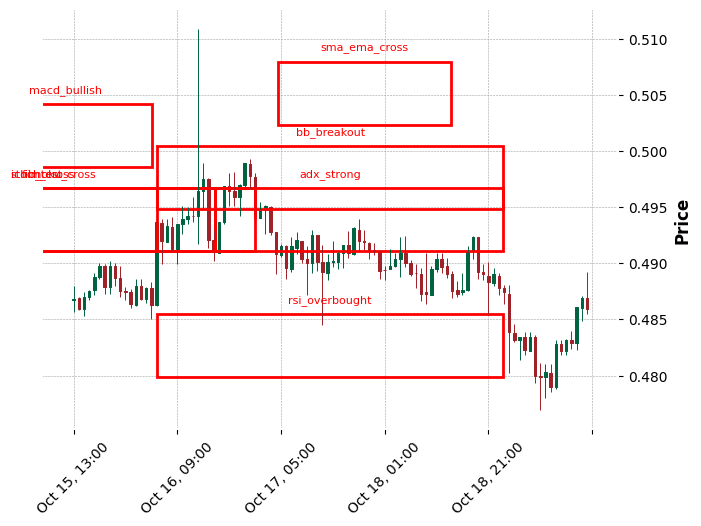 0.510
sma_ema_cross
0.505
macd_bullish
bb_breakout
0.500
adx_strong
0.495
Price
0.490
rsi_overbought
0.485
0.480
Oct 15, 13:00
Oct 16, 09:00
Oct 17, 05:00
Oct 18, 01:00
Oct 18, 21:00